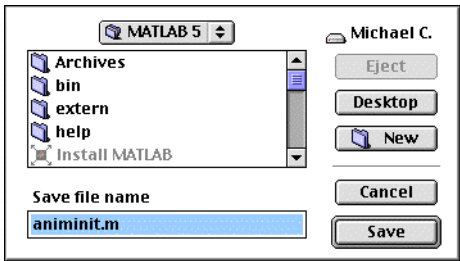 MATLAB 5
Michael C.
Archives
bin
extern
help
Install MATLAB
Eject
Desktop
New
Save file name
animinit.m
Cancel
Save